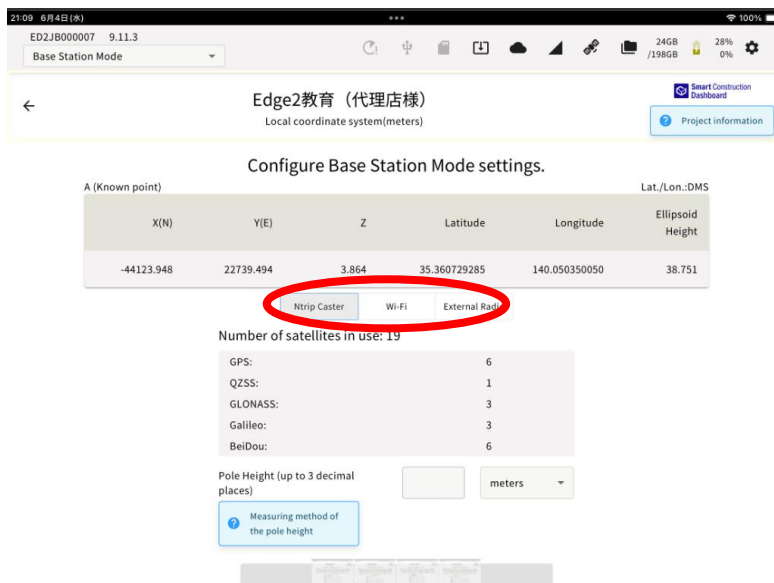 21:09 6月4日(水)
100%
ED2JB000007 9.11.3
Base Station Mode
24GB
/198GB
28%
0%
Edge2教育（代理店様）
Local coordinate system(meters)
Smart Construction
Dashboard
Project information
Configure Base Station Mode settings.
A (Known point)
Lat./Lon.:DMS
X(N) Y(E) Z Latitude Longitude Ellipsoid Height
-44123.948 22739.494 3.864 35.360729285 140.050350050 38.751
Ntrip Caster Wi-Fi External
Number of satellites in use: 19
GPS: 6
QZSS: 1
GLONASS: 3
Galileo: 3
BeiDou: 6
Pole Height (up to 3 decimal
places)
meters
Measuring method of
the pole height